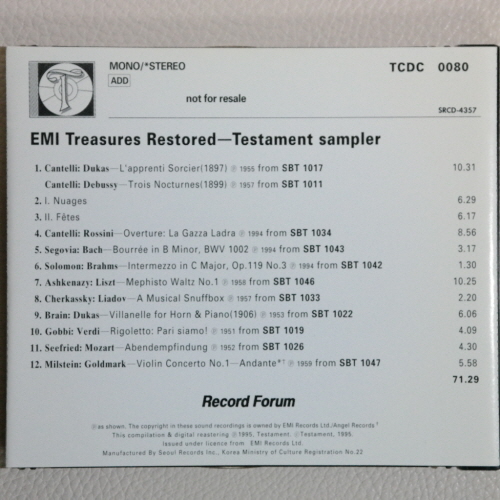 MONO/*STEREO
TCDC 0080
ADD
not for resale
SRCD-4357
T
EMI Treasures Restored—Testament sampler
1. Cantelli: Dukas—L'apprenti Sorcier(1897) ℗ 1955 from SBT 1017 10.31
Cantelli: Debussy—Trois Nocturnes(1899) ℗ 1957 from SBT 1011
2. I. Nuages 6.29
3. II. Fêtes 6.17
4. Cantelli: Rossini—Overture: La Gazza Ladra ℗ 1994 from SBT 1034 8.56
5. Segovia: Bach—Bourrée in B Minor, BWV 1002 ℗ 1994 from SBT 1043 3.17
6. Solomon: Brahms—Intermezzo in C Major, Op.119 No.3 ℗ 1994 from SBT 1042 1.30
7. Ashkenazy: Liszt—Mephisto Waltz No.1 ℗ 1958 from SBT 1046 10.25
8. Cherkassky: Liadov—A Musical Snuffbox ℗ 1957 from SBT 1033 2.20
9. Brain: Dukas—Villanelle for Horn & Piano(1906) ℗ 1953 from SBT 1022 6.06
10. Gobbi: Verdi—Rigoletto: Pari siamo! ℗ 1951 from SBT 1019 4.09
11. Seefried: Mozart—Abendempfindung ℗ 1952 from SBT 1026 4.30
12. Milstein: Goldmark—Violin Concerto No.1—Andante*† ℗ 1959 from SBT 1047 5.58
71.29
Record Forum
℗ as shown. The copyright in these sound recordings is owned by EMI Records Ltd./Angel Records †
This compilation & digital restoring ℗ 1995, Testament. © Testament, 1995.
Issued under licence from EMI Records Ltd.
Manufactured By Seoul Records Inc., Korea Ministry of Culture Registration No.22